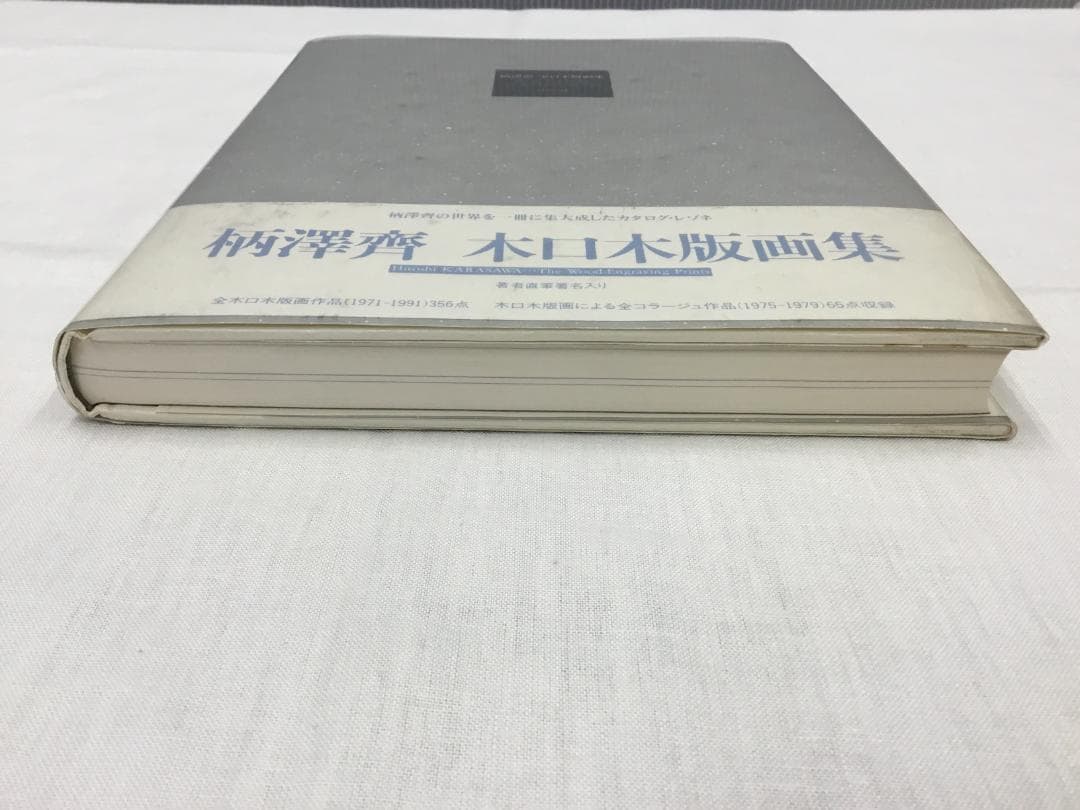 柄澤齊の世界を一冊に集大成したカタログ・レゾネ
柄澤齊 木口木版画集
Hitoshi KARASAWA…The Wood-Engraving Prints
著者直筆署名入り
全木口木版画作品(1971-1991)356点 木口木版画による全コラージュ作品(1975-1979)65点収録